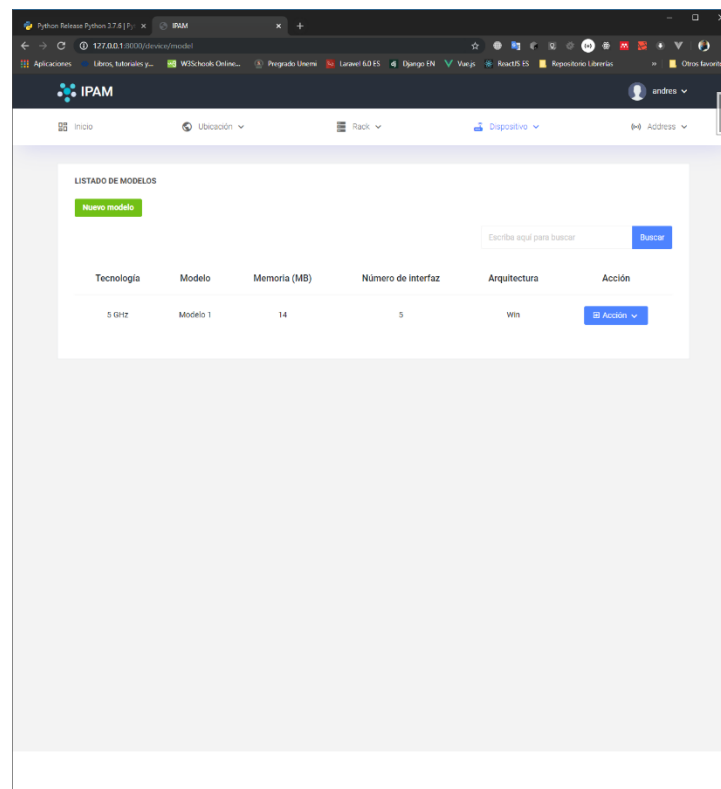 Python Release Python 3.7.6 | Py
IPAM
127.0.0.1:8000/device/model
Aplicaciones Libros, tutoriales y... W3Schools Online... Pregrado Unemi Laravel 6.0 ES Django EN Vue.js ReactJS ES Repositorio Librerias » Otros favorito
IPAM andres
Inicio Ubicación Rack Dispositivo Address
LISTADO DE MODELOS
Nuevo modelo
Escriba aquí para buscar Buscar
Tecnología Modelo Memoria (MB) Número de interfaz Arquitectura Acción
5 GHz Modelo 1 14 5 Win Acción